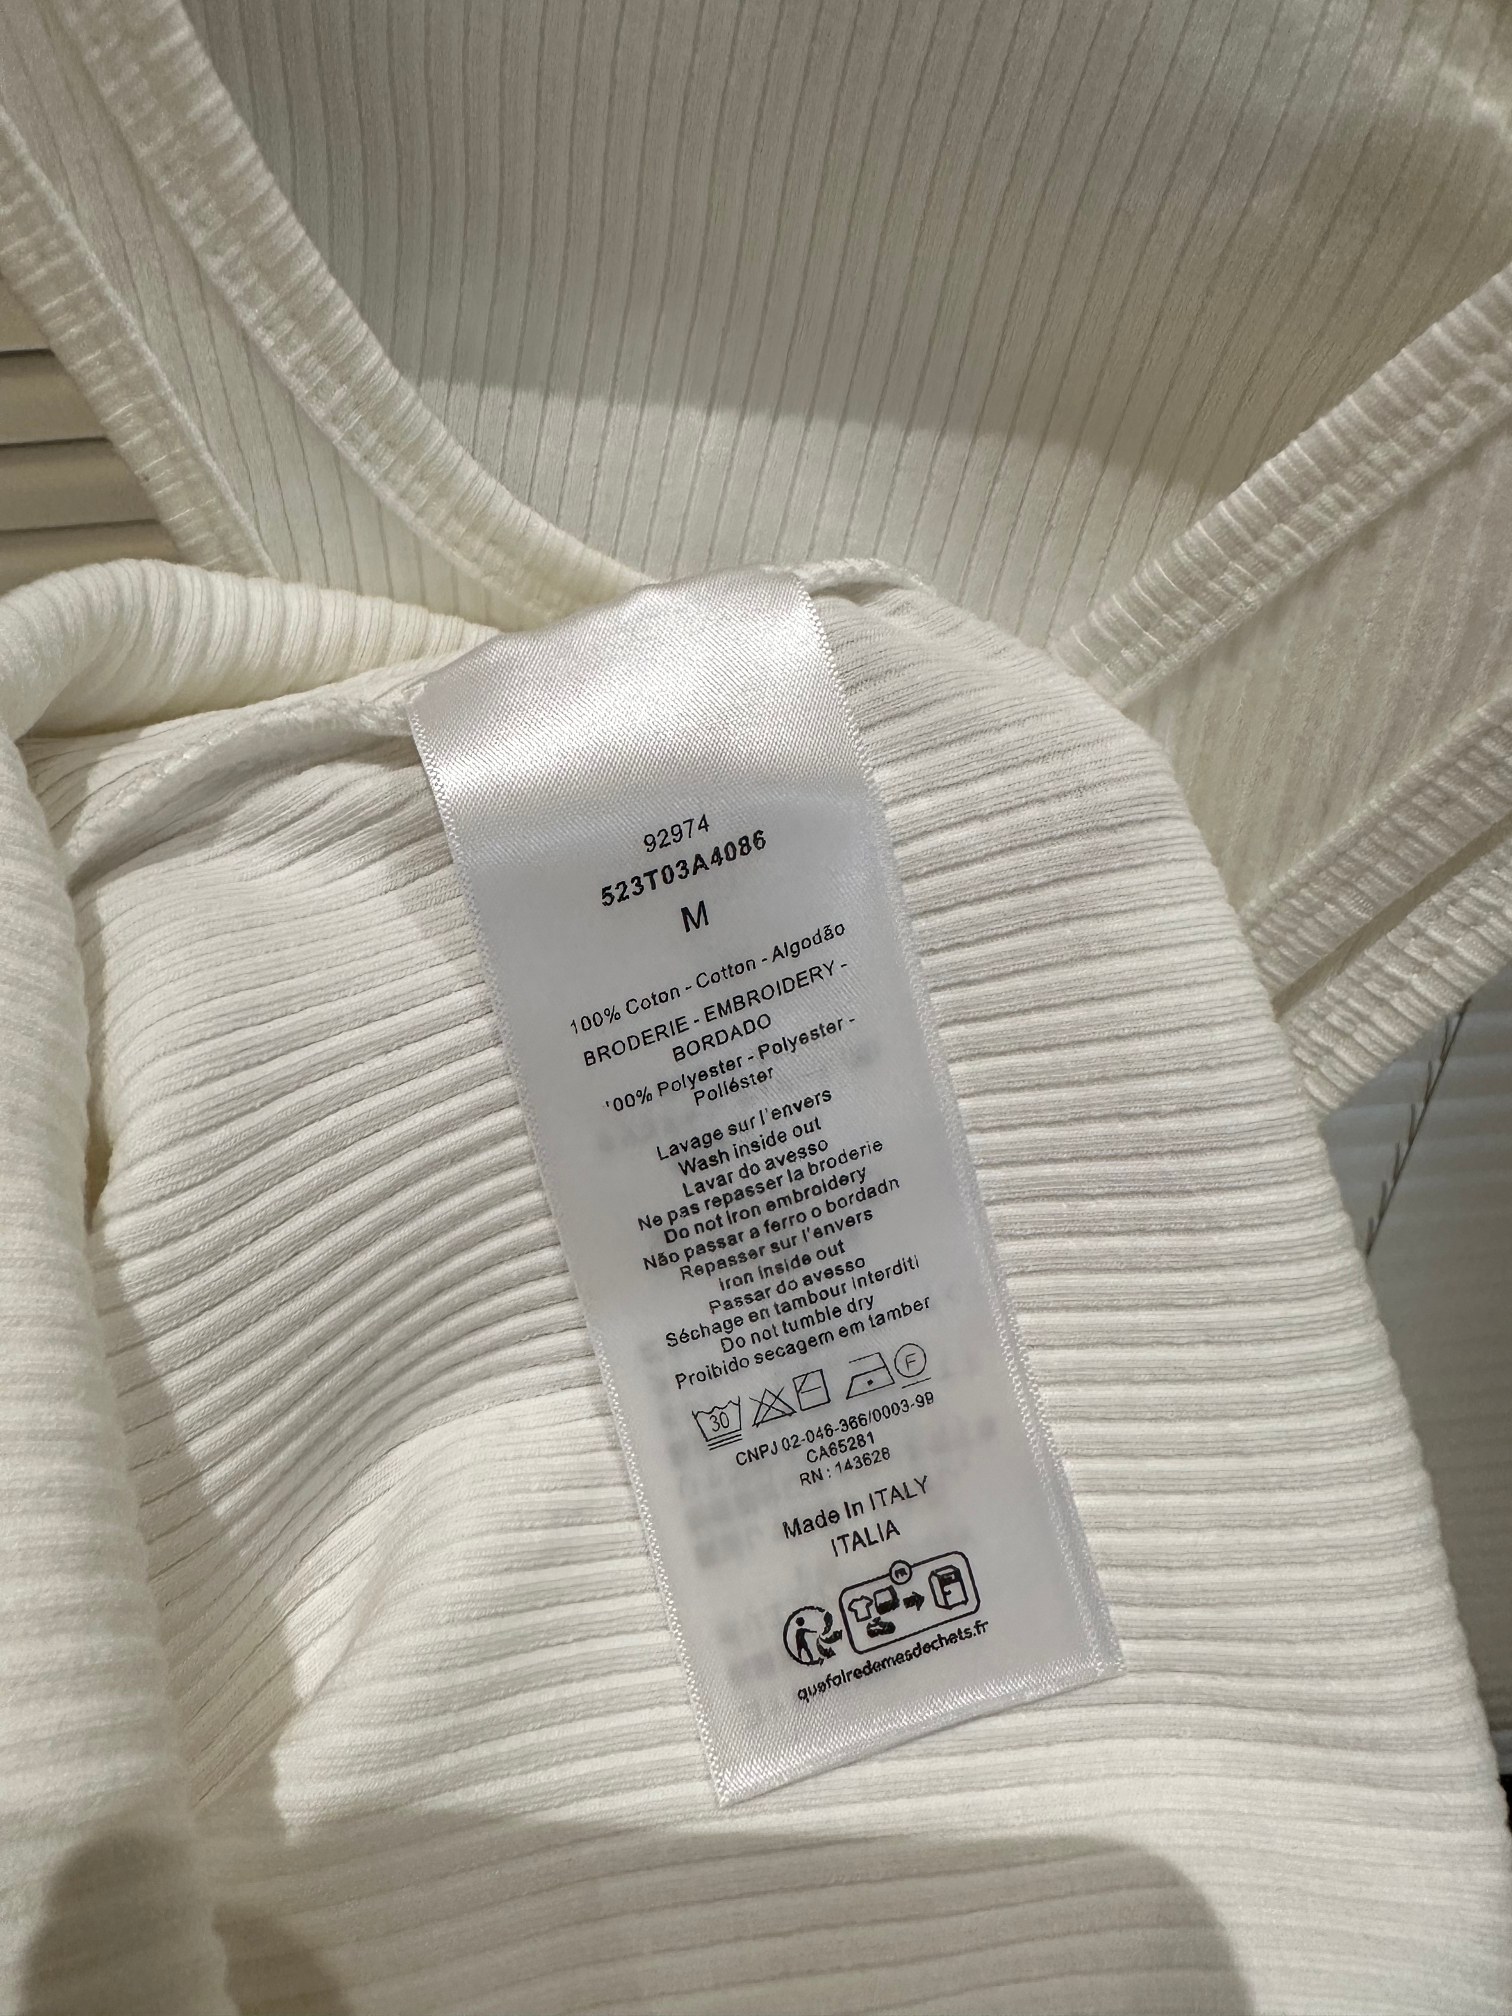 92974
523T03A4086
M
100% Coton - Cotton - Algodão
BRODERIE - EMBROIDERY -
BORDADO
'00% Polyester - Polyester -
Poliéster
Lavage sur l'envers
Wash inside out
Lavar do avesso
Ne pas repasser la broderie
Do not iron embroidery
Não passar a ferro o bordadn
Repasser sur l'envers
Iron inside out
Passar do avesso
Séchage en tambour interditi
Do not tumble dry
Proibido secagem em tamber
30 F
CNPJ 02-046-366/0003-9B
CA65281
RN : 143628
Made In ITALY
ITALIA
FR
quefairedemesdechets.fr